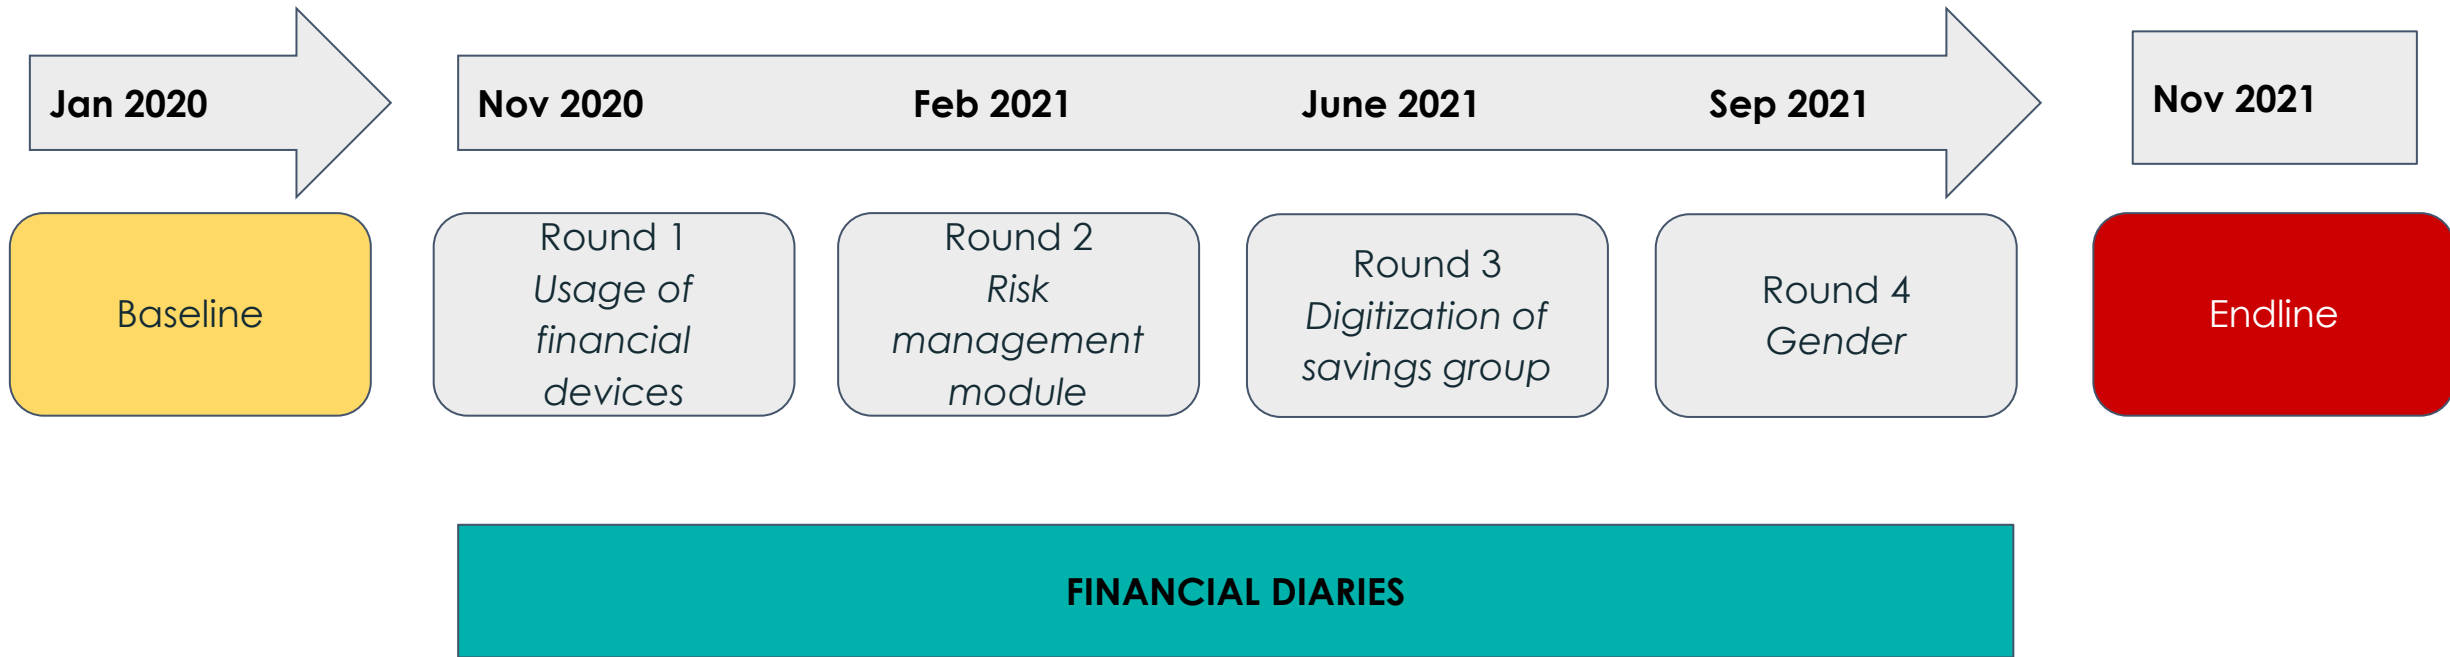 Jan 2020
Nov 2020
Feb 2021
June 2021
Sep 2021
Nov 2021
Baseline
Round 1
Usage of
financial
devices
Round 2
Risk
management
module
Round 3
Digitization of
savings group
Round 4
Gender
Endline
FINANCIAL DIARIES